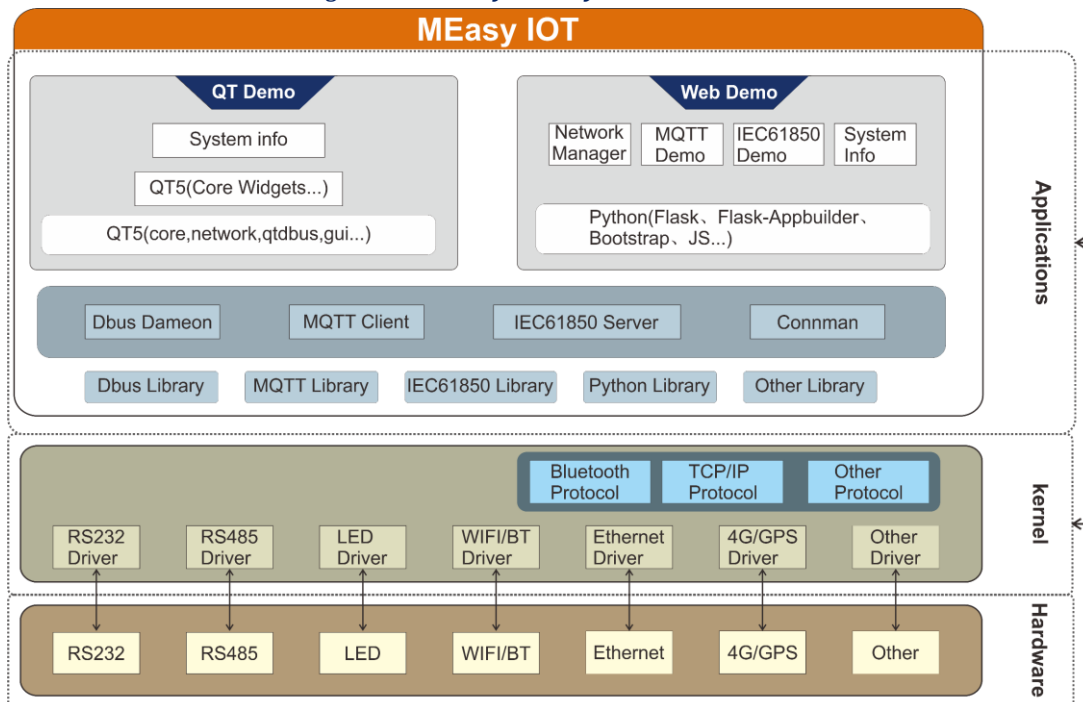 MEasy IOT
QT Demo
System info
QT5(Core Widgets...)
QT5(core,network,qtdbus,gui...)
Web Demo
Network
Manager
MQTT
Demo
IEC61850
Demo
System
Info
Python(Flask、Flask-Appbuilder、
Bootstrap、JS...)
Dbus Dameon
MQTT Client
IEC61850 Server
Connman
Dbus Library
MQTT Library
IEC61850 Library
Python Library
Other Library
Applications
Bluetooth
Protocol
TCP/IP
Protocol
Other
Protocol
RS232
Driver
RS485
Driver
LED
Driver
WIFI/BT
Driver
Ethernet
Driver
4G/GPS
Driver
Other
Driver
kernel
RS232
RS485
LED
WIFI/BT
Ethernet
4G/GPS
Other
Hardware